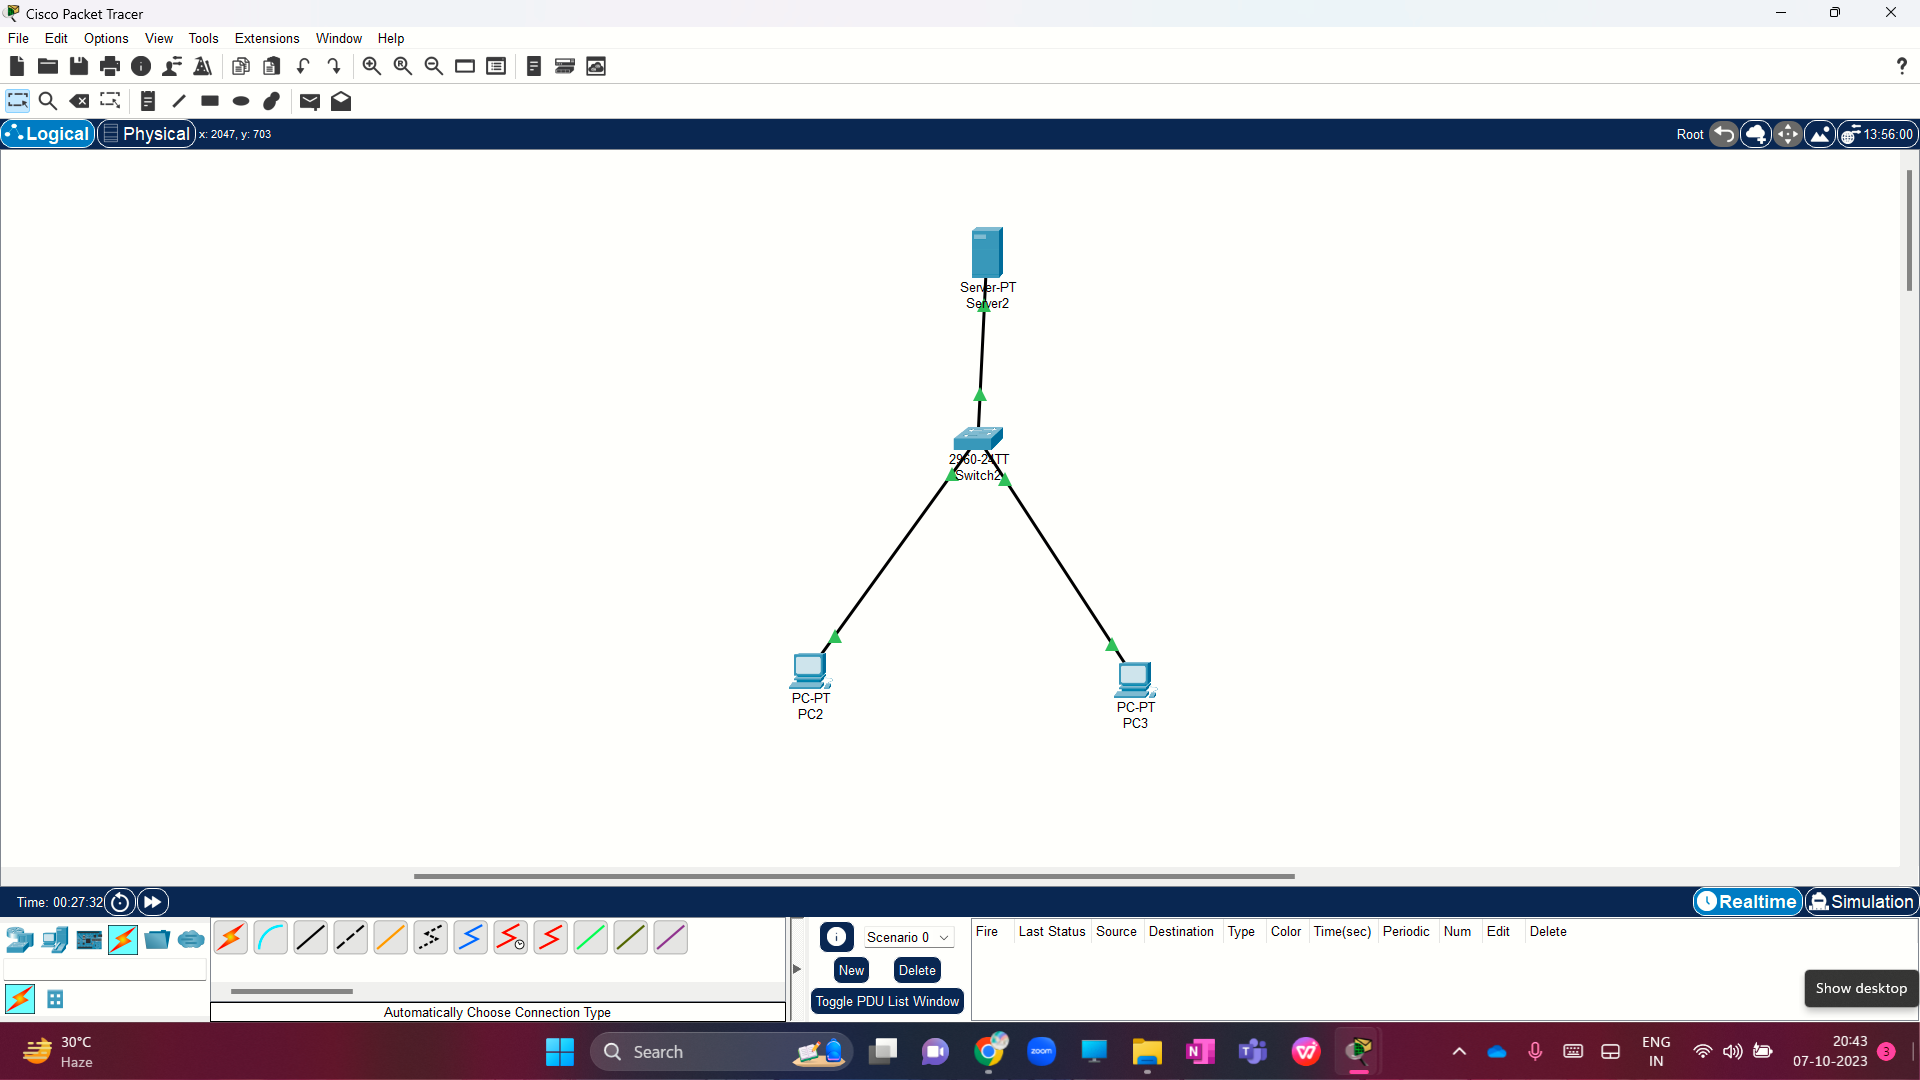 Cisco Packet Tracer
File Edit Options View Tools Extensions Window Help
Logical Physical x: 2047, y: 703 Root 13:56:00
Server-PT
Server2
2960-24TT
Switch2
PC-PT
PC2
PC-PT
PC3
Time: 00:27:32 Realtime Simulation
Scenario 0
New Delete
Toggle PDU List Window
Fire Last Status Source Destination Type Color Time(sec) Periodic Num Edit Delete
Automatically Choose Connection Type
Show desktop
30°C
Haze
Search
zoom
ENG
IN
20:43
07-10-2023
3